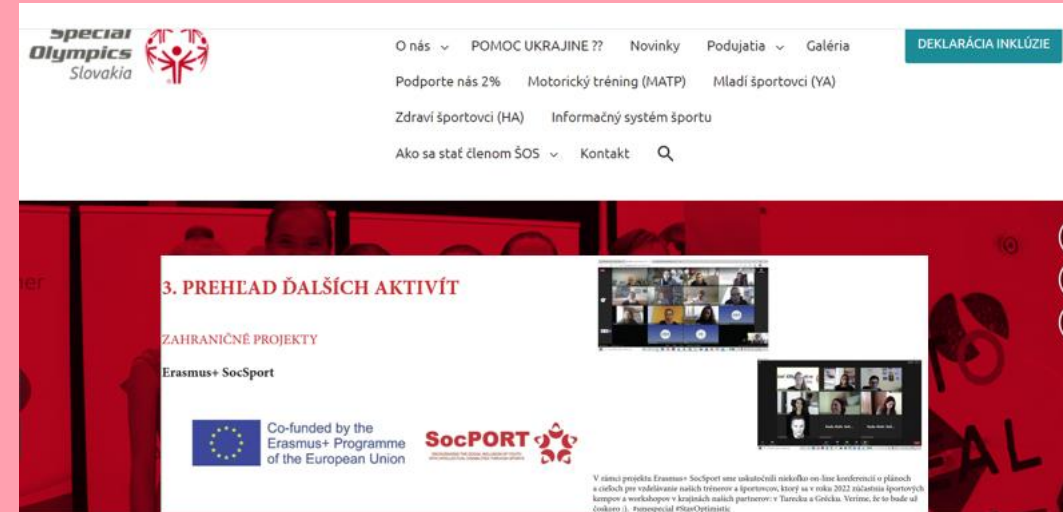 Special
Olympics
Slovakia
O nás
POMOC UKRAJINE ??
Novinky
Podujatia
Galéria
DEKLARÁCIA INKLÚZIE
Podporte nás 2%
Motorický tréning (MATP)
Mladí športovci (YA)
Zdraví športovci (HA)
Informačný systém športu
Ako sa stať členom ŠOS
Kontakt
3. PREHĽAD ĎALŠÍCH AKTIVÍT
ZAHRANIČNÉ PROJEKTY
Erasmus+ SocSport
Co-funded by the
Erasmus+ Programme
of the European Union
SocPORT
V rámci projektu Erasmus+ SocSport sme uskutočnili niekoľko on-line konferencií o plánoch
a cieľoch pre vzdelávanie našich trénerov a športovcov, ktorý sa v roku 2022 zúčastnia športových
kempov a workshopov v krajinách našich partnerov: v Turecku a Grécku. Veríme, že to bude už
čoskoro :). #smespecial #StayOptimistic